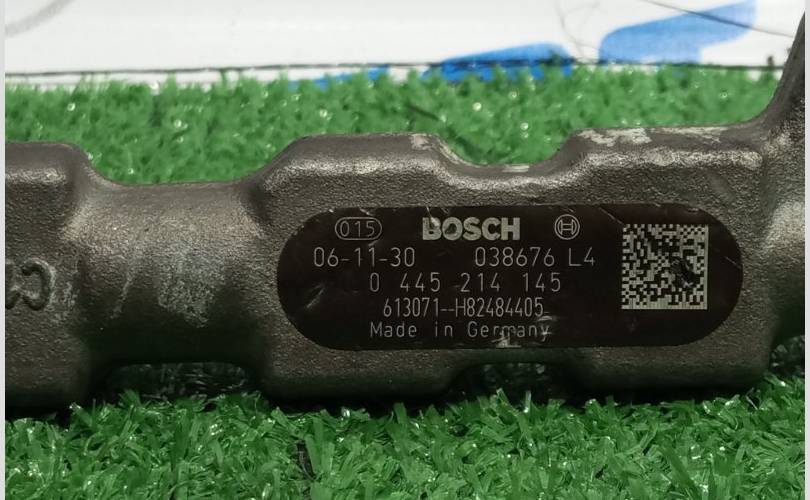 015 BOSCH
06-11-30 038676 L4
0 445 214 145
613071--H82484405
Made in Germany